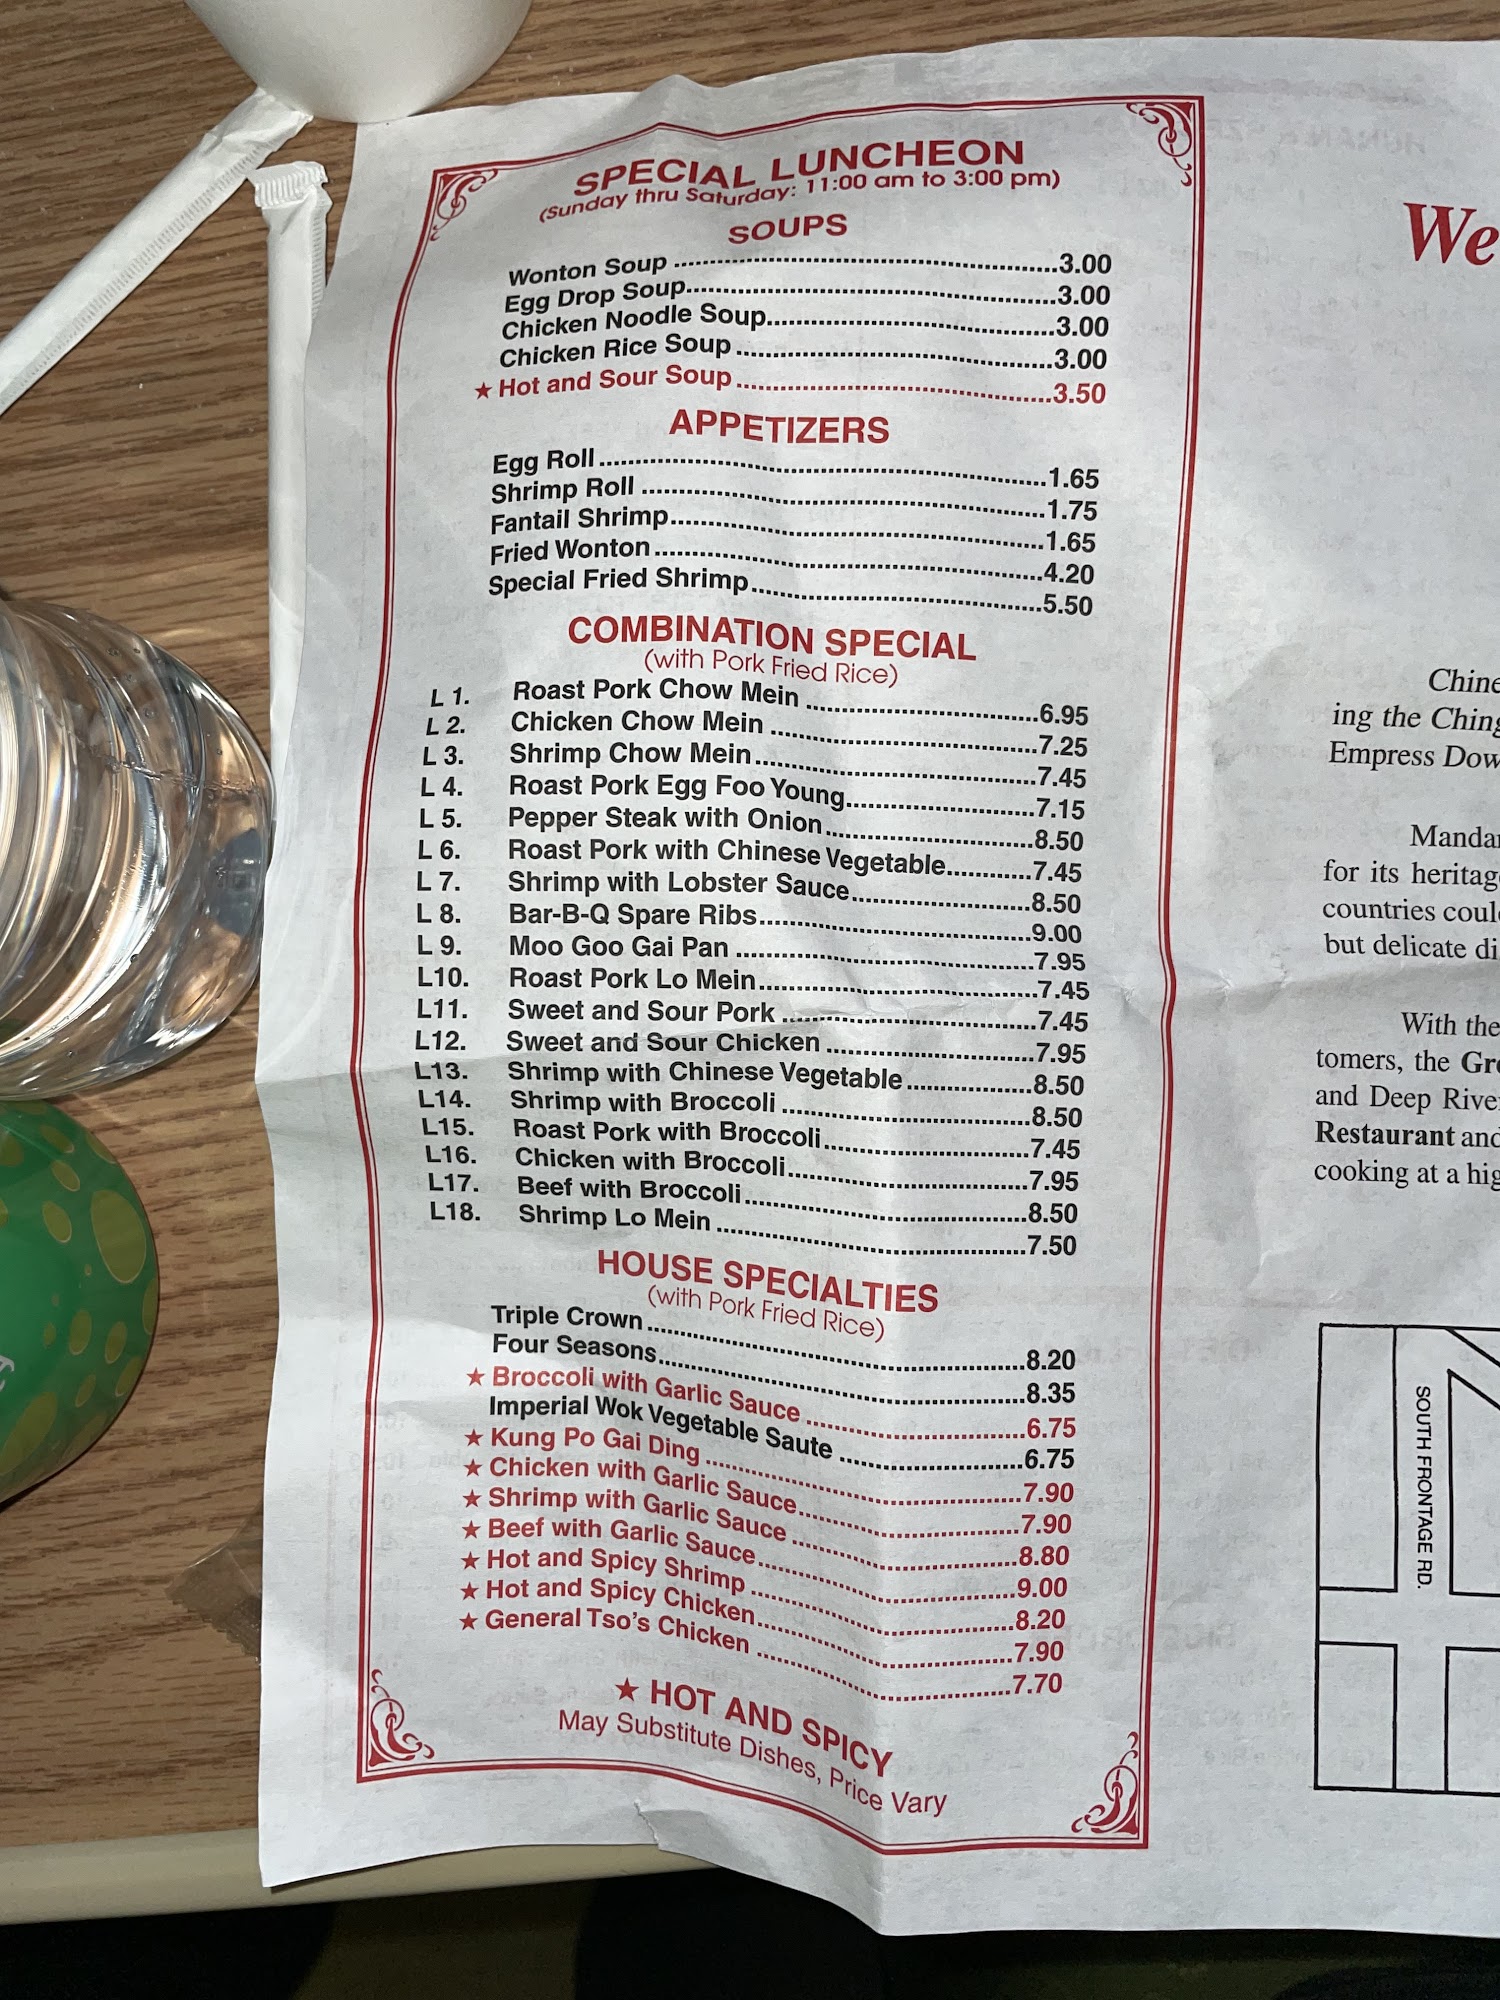 SPECIAL LUNCHEON
(Sunday thru Saturday: 11:00 am to 3:00 pm)
SOUPS
Wonton Soup 3.00
Egg Drop Soup 3.00
Chicken Noodle Soup 3.00
Chicken Rice Soup 3.00
★ Hot and Sour Soup 3.50
APPETIZERS
Egg Roll 1.65
Shrimp Roll 1.75
Fantail Shrimp 1.65
Fried Wonton 4.20
Special Fried Shrimp 5.50
COMBINATION SPECIAL
(with Pork Fried Rice)
L 1. Roast Pork Chow Mein 6.95
L 2. Chicken Chow Mein 7.25
L 3. Shrimp Chow Mein 7.45
L 4. Roast Pork Egg Foo Young 7.15
L 5. Pepper Steak with Onion 8.50
L 6. Roast Pork with Chinese Vegetable 7.45
L 7. Shrimp with Lobster Sauce 8.50
L 8. Bar-B-Q Spare Ribs 9.00
L 9. Moo Goo Gai Pan 7.95
L10. Roast Pork Lo Mein 7.45
L11. Sweet and Sour Pork 7.45
L12. Sweet and Sour Chicken 7.95
L13. Shrimp with Chinese Vegetable 8.50
L14. Shrimp with Broccoli 8.50
L15. Roast Pork with Broccoli 7.45
L16. Chicken with Broccoli 7.95
L17. Beef with Broccoli 8.50
L18. Shrimp Lo Mein 7.50
HOUSE SPECIALTIES
(with Pork Fried Rice)
Triple Crown 8.20
Four Seasons 8.35
★ Broccoli with Garlic Sauce 6.75
Imperial Wok Vegetable Saute 6.75
★ Kung Po Gai Ding 7.90
★ Chicken with Garlic Sauce 7.90
★ Shrimp with Garlic Sauce 8.80
★ Beef with Garlic Sauce 9.00
★ Hot and Spicy Shrimp 8.20
★ Hot and Spicy Chicken 7.90
★ General Tso's Chicken 7.70
★ HOT AND SPICY
May Substitute Dishes, Price Vary
We
Chine
ing the Ching
Empress Dow
Mandar
for its heritag
countries coul
but delicate di
With the
tomers, the Gr
and Deep Rive
Restaurant and
cooking at a hig
SOUTH FRONTAGE RD.